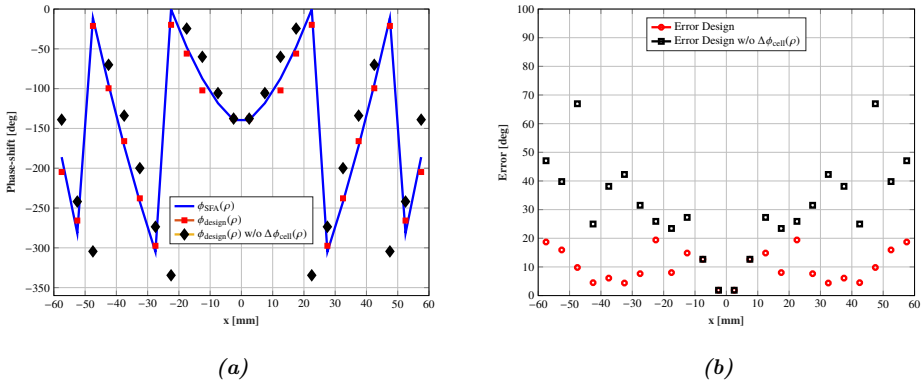 0
−50
−100
−150
−200
−250
−300
−350
Phase-shift [deg]
ϕSFA(ρ)
ϕdesign(ρ)
ϕdesign(ρ) w/o Δϕcell(ρ)
−60 −50 −40 −30 −20 −10 0 10 20 30 40 50 60
x [mm]
(a)
100
90
80
70
60
50
40
30
20
10
0
Error [deg]
Error Design
Error Design w/o Δϕcell(ρ)
−60 −50 −40 −30 −20 −10 0 10 20 30 40 50 60
x [mm]
(b)